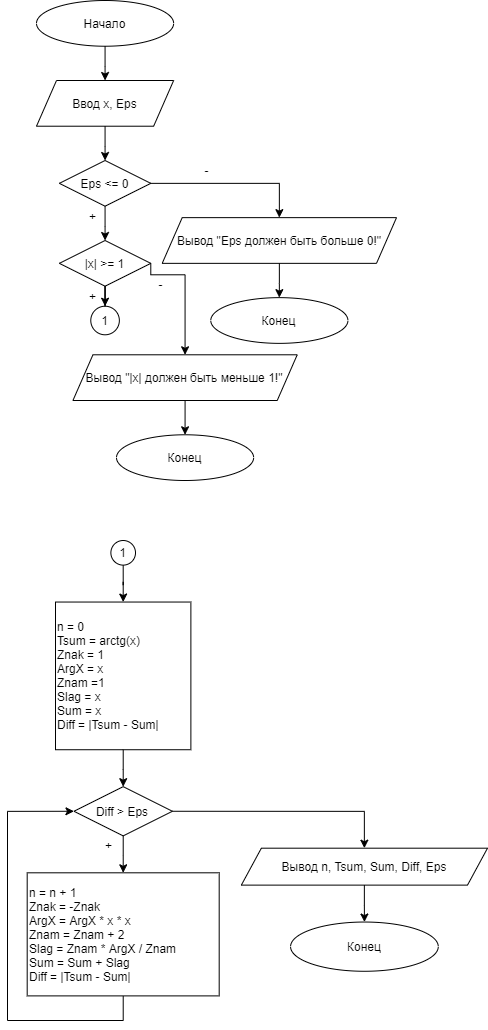 Начало
Ввод x, Eps
Eps <= 0
-
+
Вывод "Eps должен быть больше 0!"
|x| >= 1
-
+
1
Конец
Вывод "|x| должен быть меньше 1!"
Конец
1
n = 0
Tsum = arctg(x)
Znak = 1
ArgX = x
Znam =1
Slag = x
Sum = x
Diff = |Tsum - Sum|
Diff > Eps
+
Вывод n, Tsum, Sum, Diff, Eps
n = n + 1
Znak = -Znak
ArgX = ArgX * x * x
Znam = Znam + 2
Slag = Znam * ArgX / Znam
Sum = Sum + Slag
Diff = |Tsum - Sum|
Конец